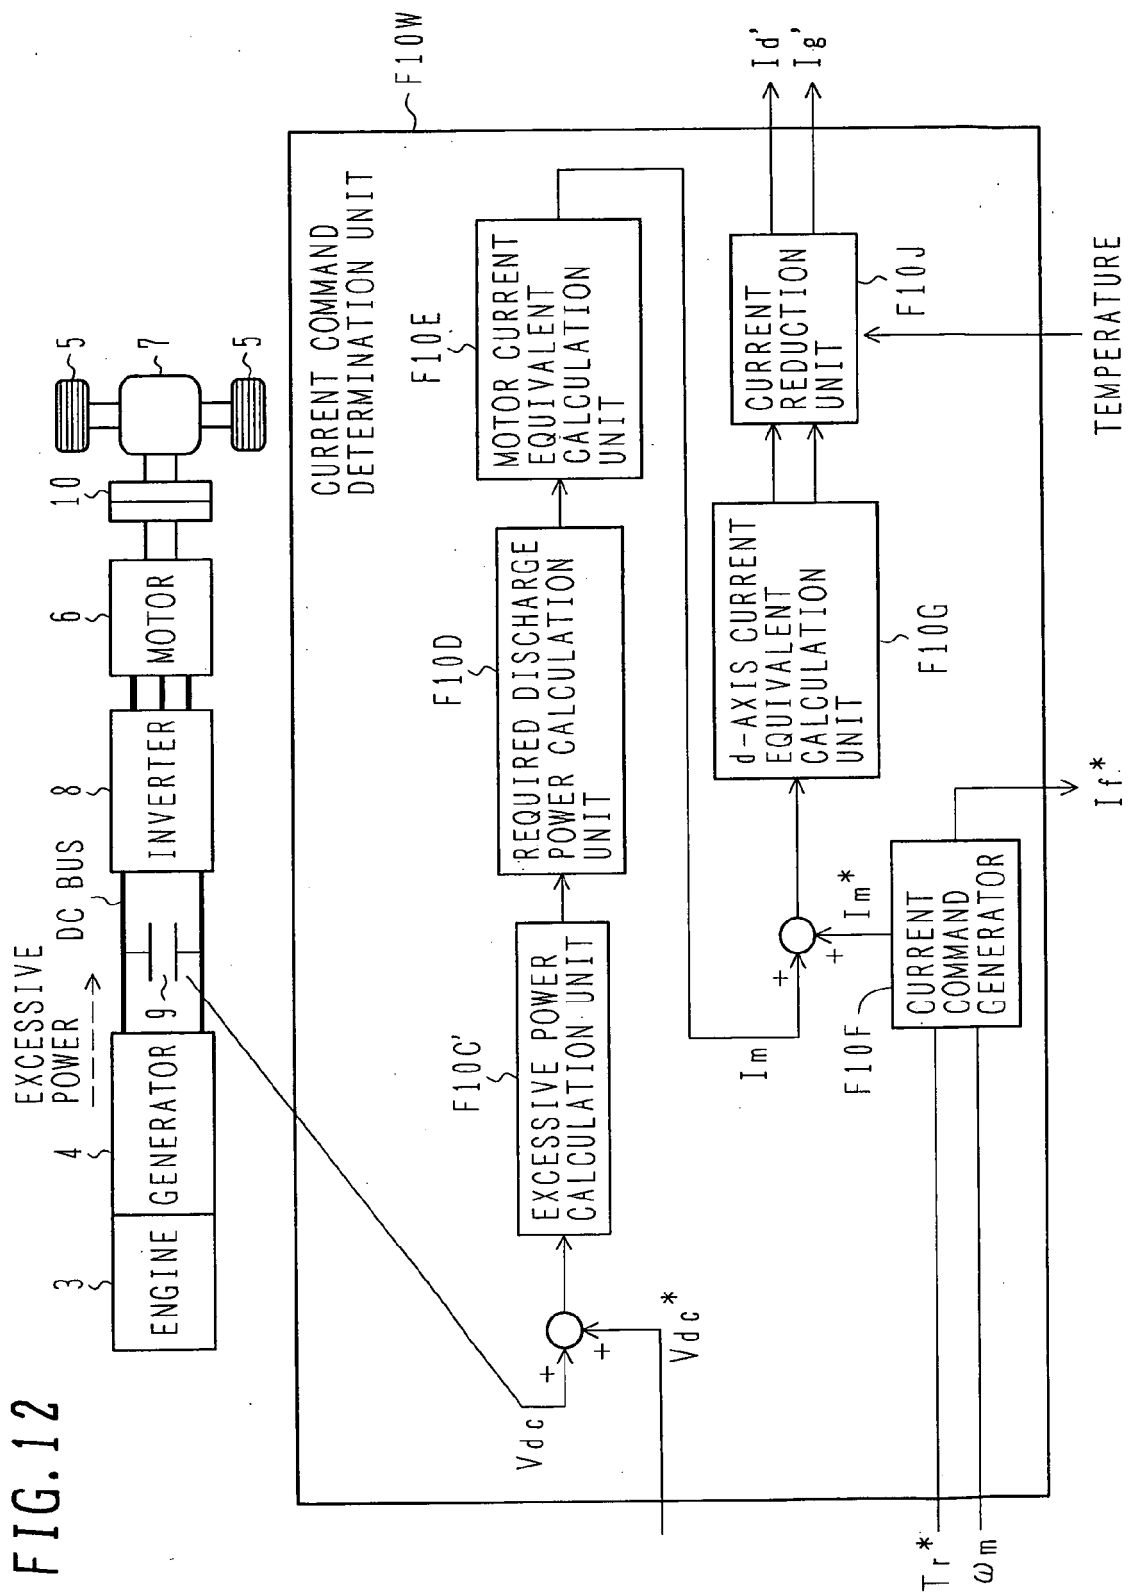 FIG.12
EXCESSIVE
POWER
DC BUS
3
4
9
8
6
10
5
7
5
ENGINE
GENERATOR
INVERTER
MOTOR
F10W
CURRENT COMMAND
DETERMINATION UNIT
Vdc
+
+
Vdc*
F10C'
EXCESSIVE POWER
CALCULATION UNIT
F10D
REQUIRED DISCHARGE
POWER CALCULATION
UNIT
F10E
MOTOR CURRENT
EQUIVALENT
CALCULATION
UNIT
Im
+
+
Im*
d-AXIS CURRENT
EQUIVALENT
CALCULATION
UNIT
F10G
CURRENT
REDUCTION
UNIT
F10J
Id'
Ig'
F10F
CURRENT
COMMAND
GENERATOR
Tr*
ωm
If*
TEMPERATURE